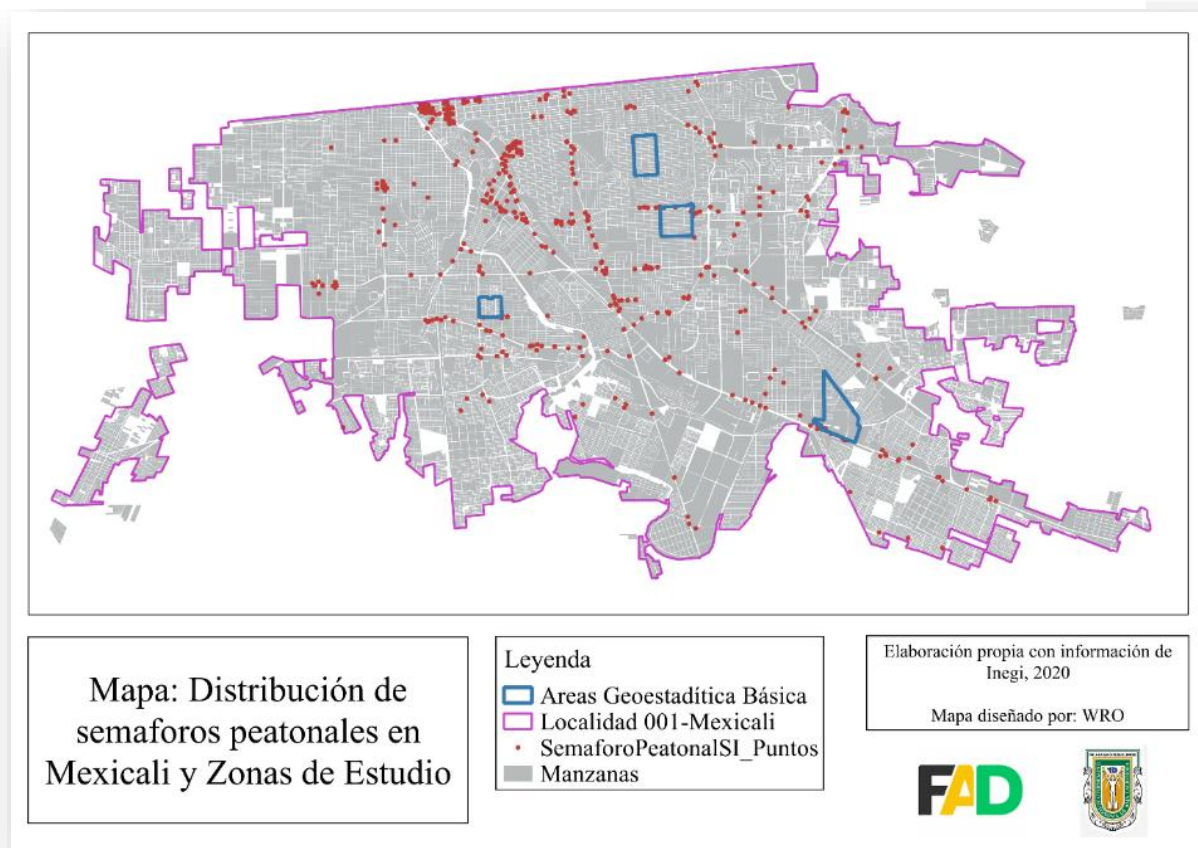 Mapa: Distribución de
semaforos peatonales en
Mexicali y Zonas de Estudio
Leyenda
Areas Geoestadítica Básica
Localidad 001-Mexicali
SemaforoPeatonalSI_Puntos
Manzanas
Elaboración propia con información de
Inegi, 2020
Mapa diseñado por: WRO
FAD